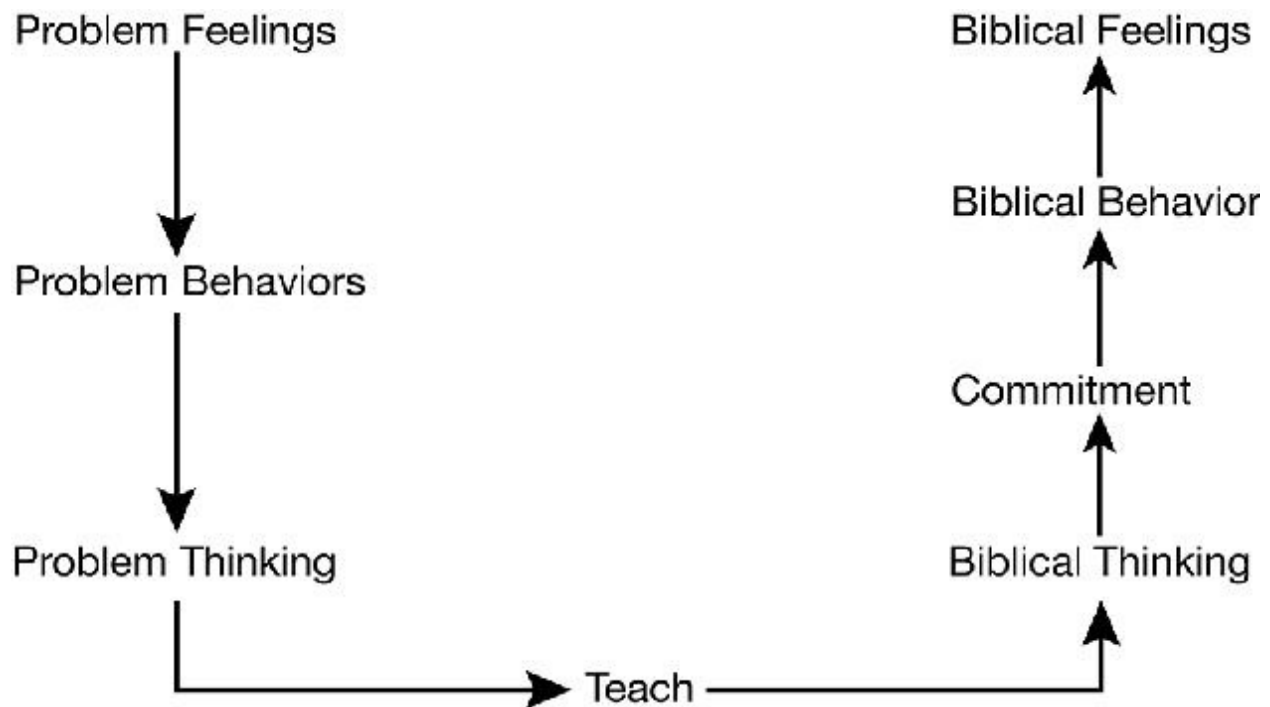 Problem Feelings
Biblical Feelings
Problem Behaviors
Biblical Behavior
Commitment
Problem Thinking
Biblical Thinking
Teach